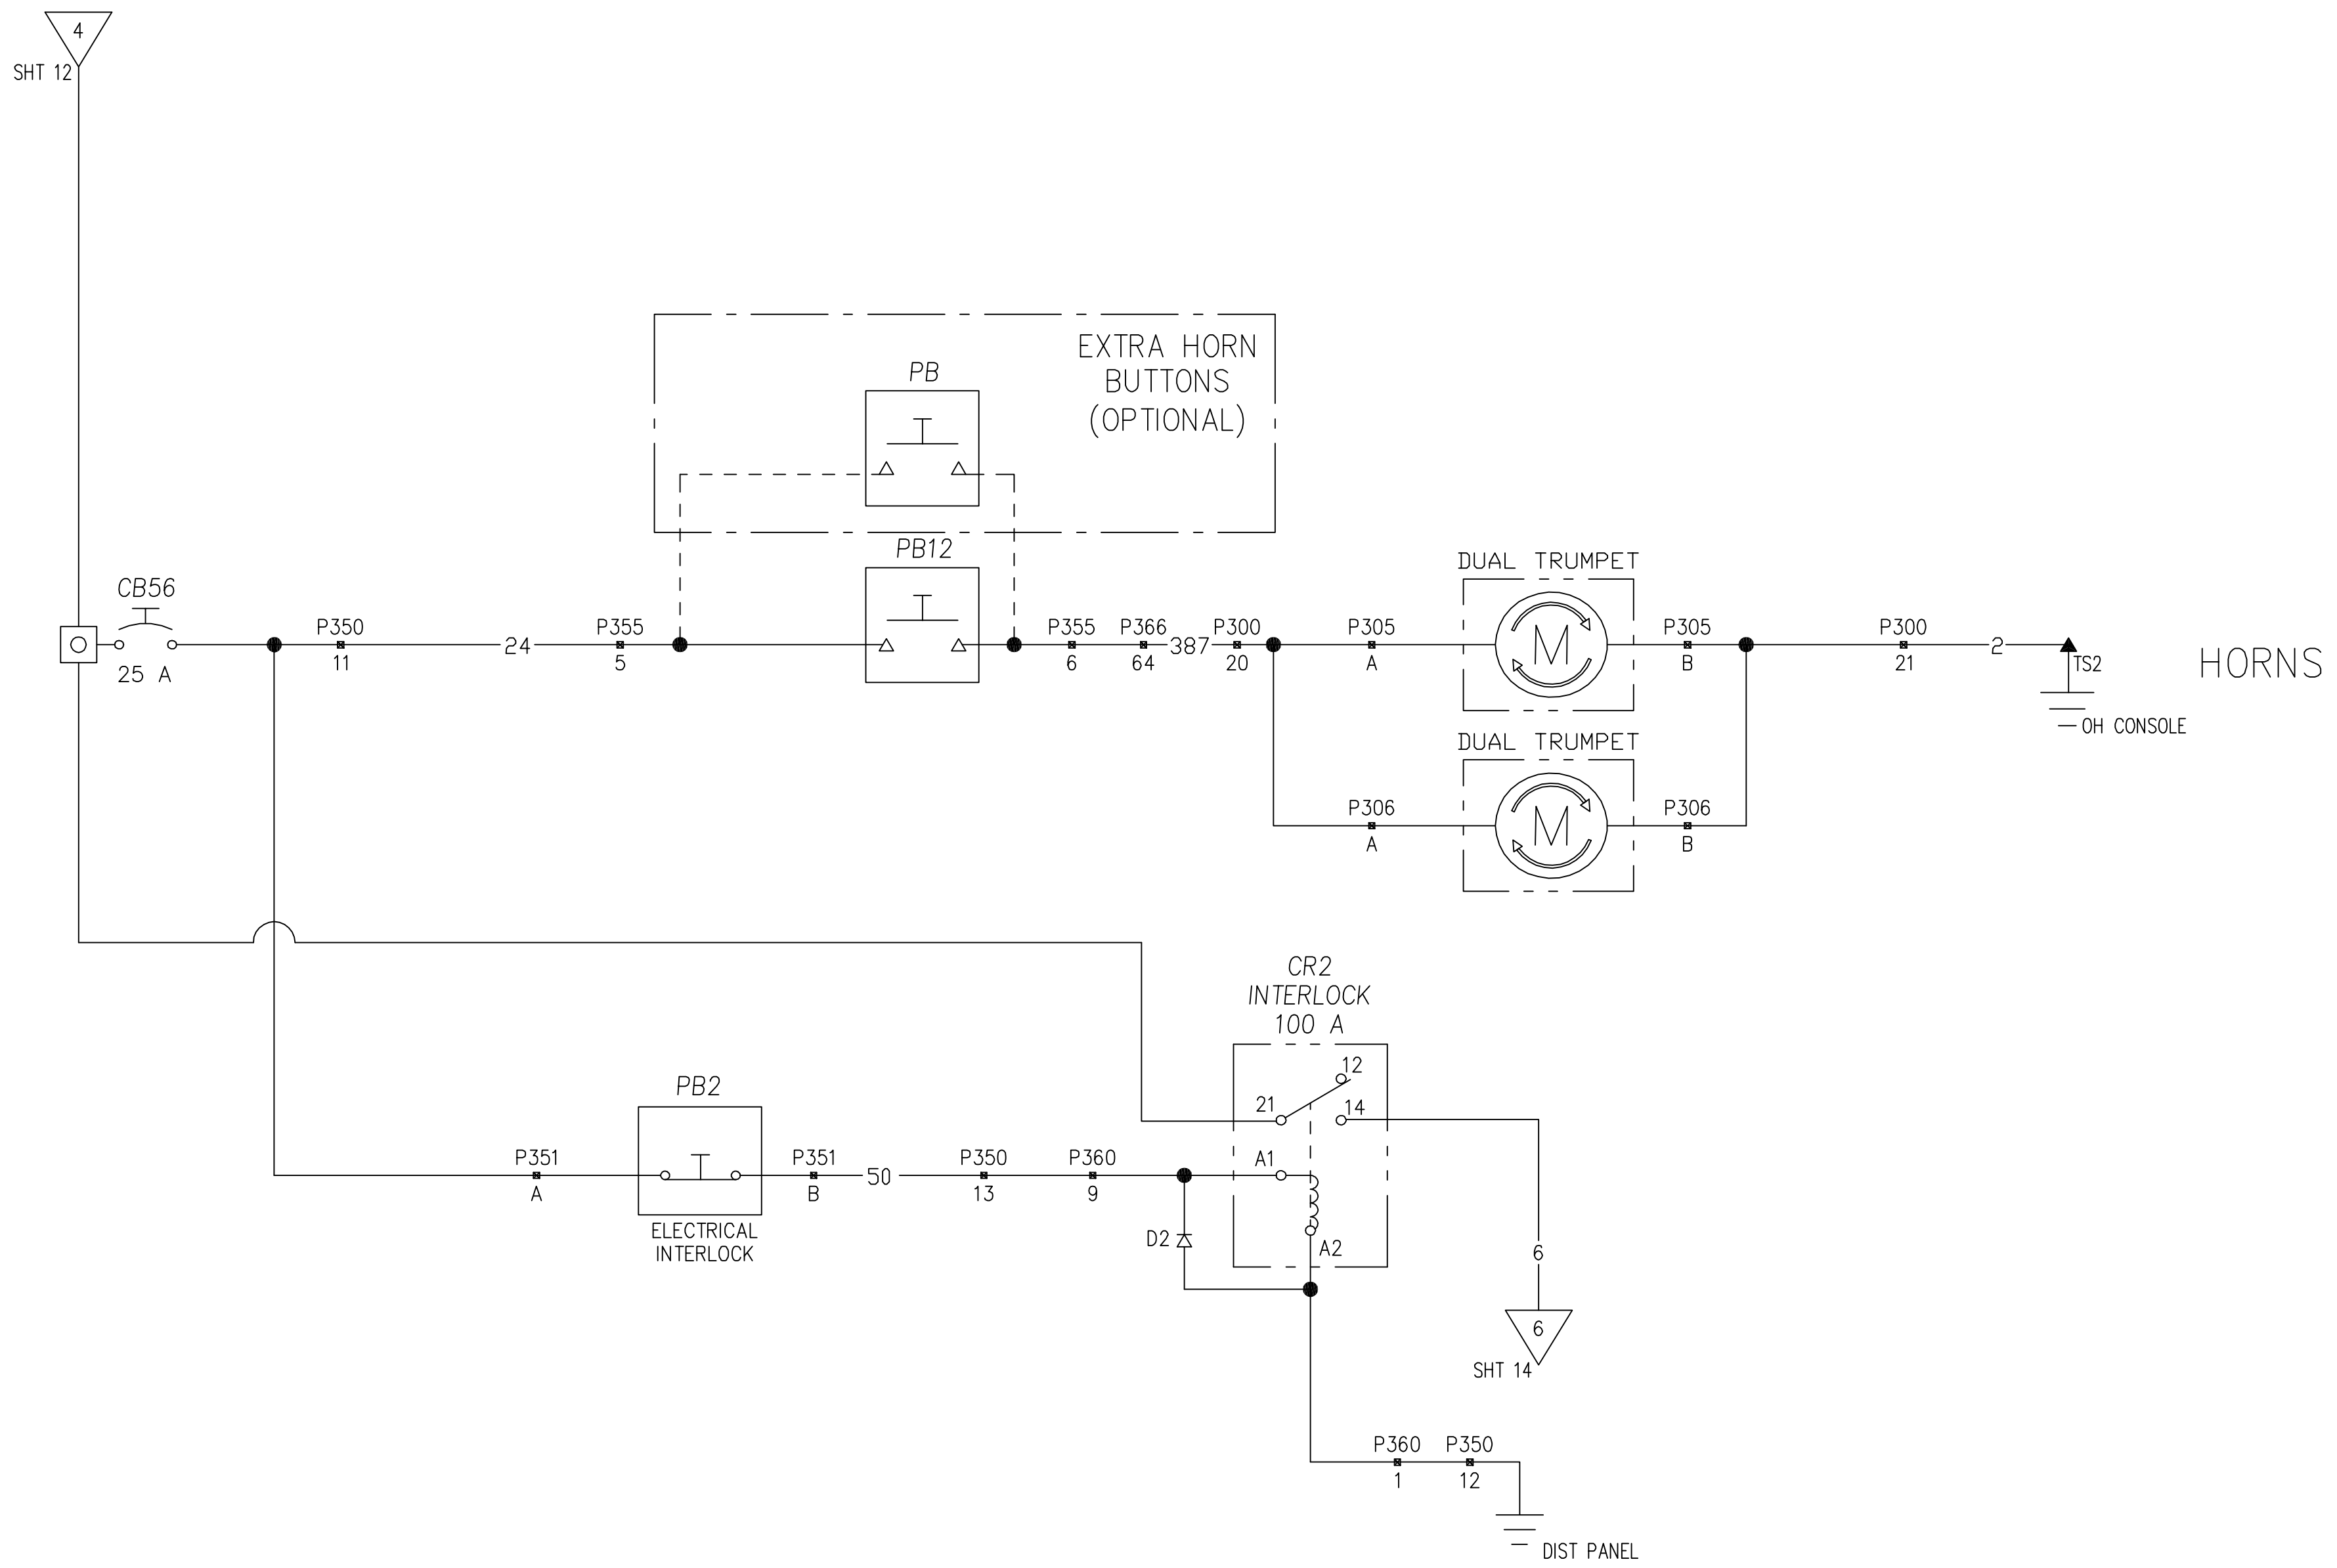 4
SHT 12
EXTRA HORN
BUTTONS
(OPTIONAL)
PB
PB12
CB56
25 A
P350
11
24
P355
5
P355
6
P366
64
387
P300
20
DUAL TRUMPET
P305
A
M
P305
B
P300
21
2
TS2
OH CONSOLE
HORNS
DUAL TRUMPET
P306
A
M
P306
B
CR2
INTERLOCK
100 A
12
21
14
A1
A2
PB2
P351
A
P351
B
50
P350
13
P360
9
ELECTRICAL
INTERLOCK
D2
6
6
SHT 14
P360
1
P350
12
DIST PANEL